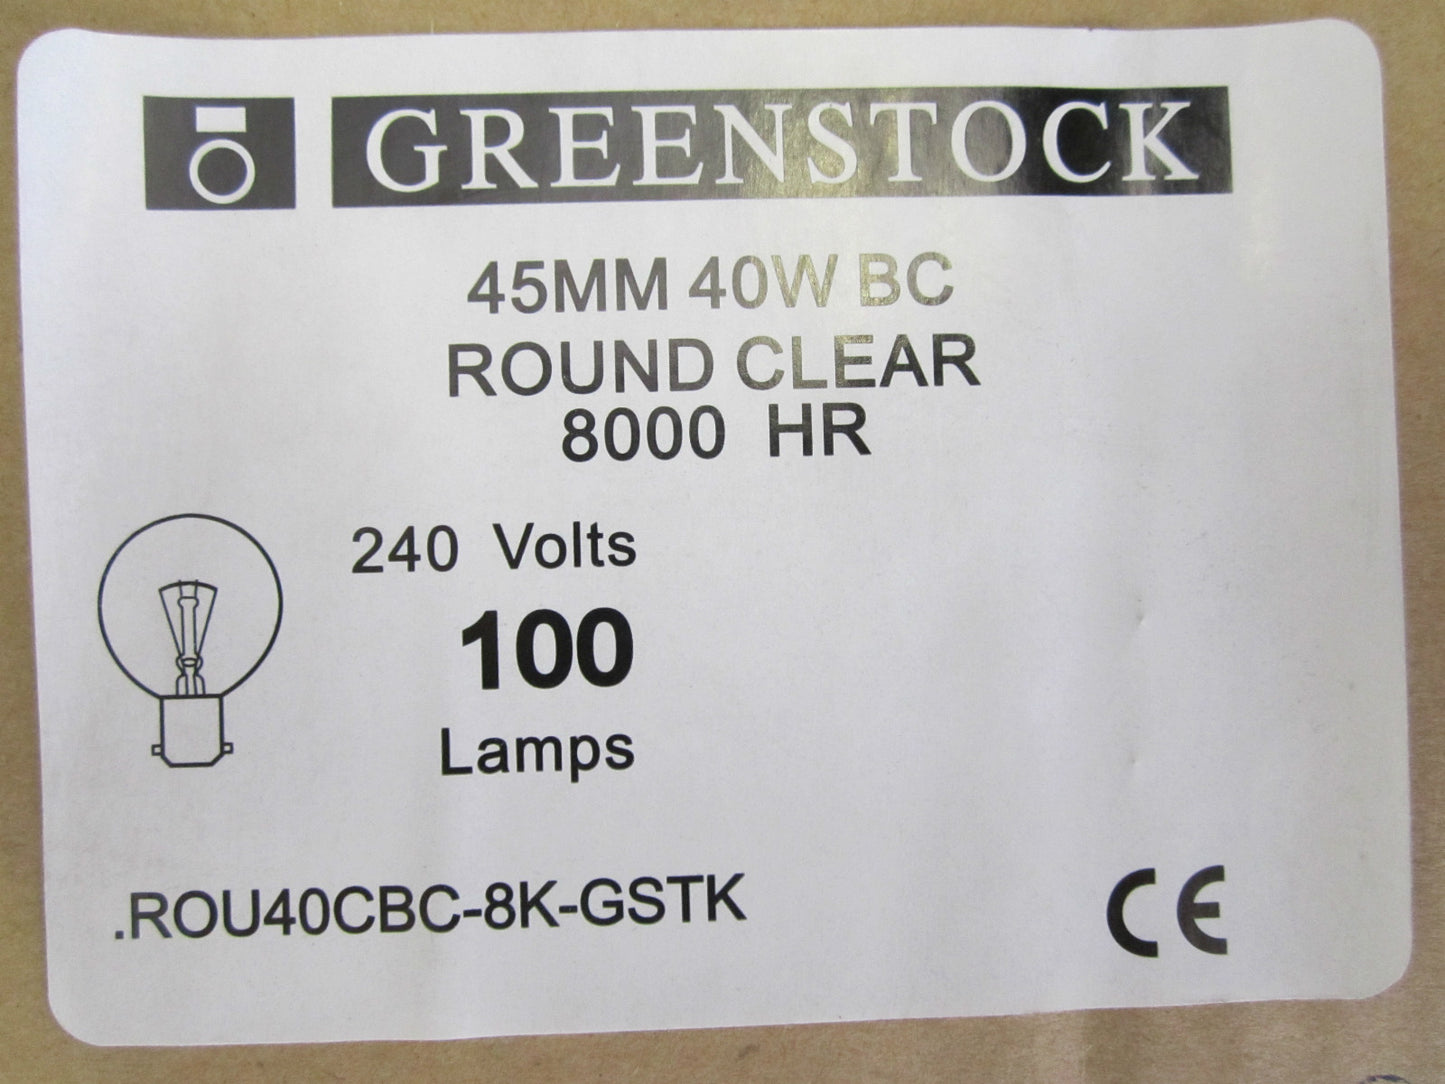 GREENSTOCK
45MM 40W BC
ROUND CLEAR
8000 HR
240 Volts
100
Lamps
.ROU40CBC-8K-GSTK
CE